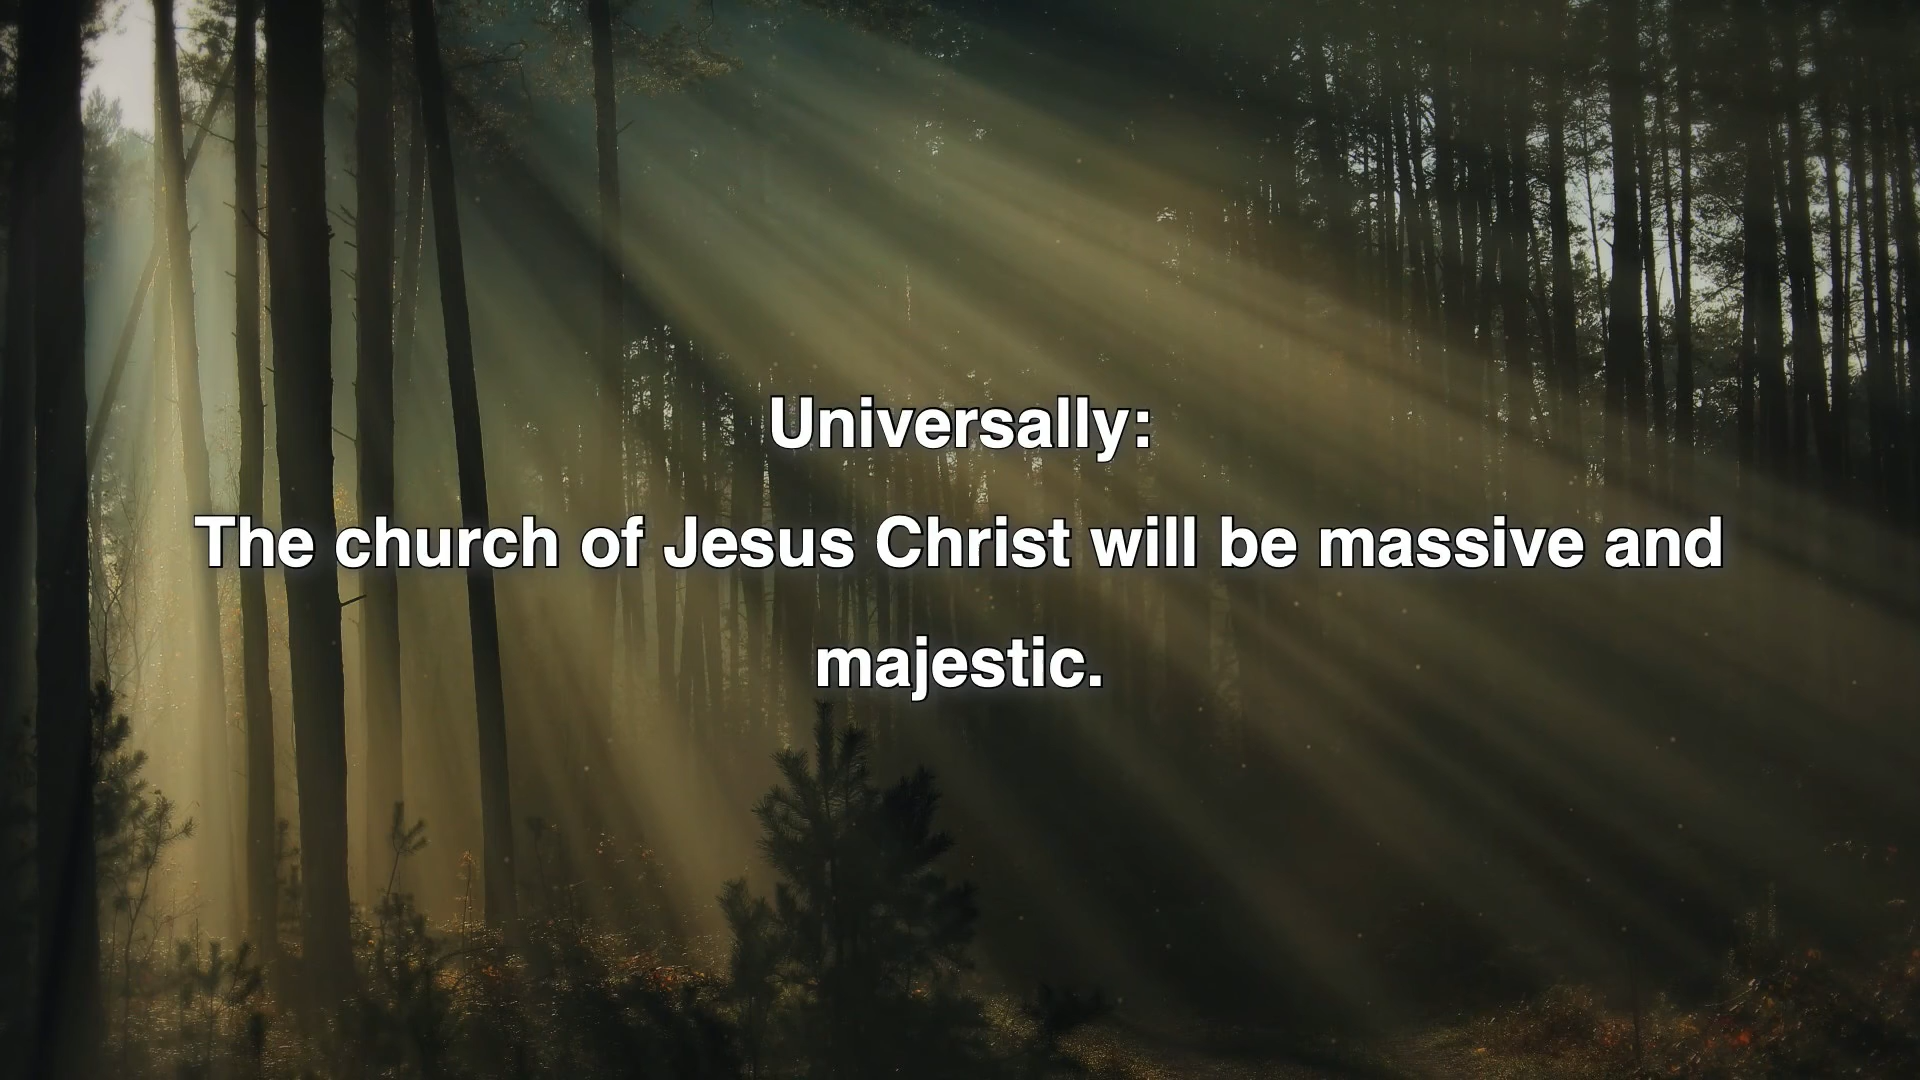 Universally:
The church of Jesus Christ will be massive and
majestic.